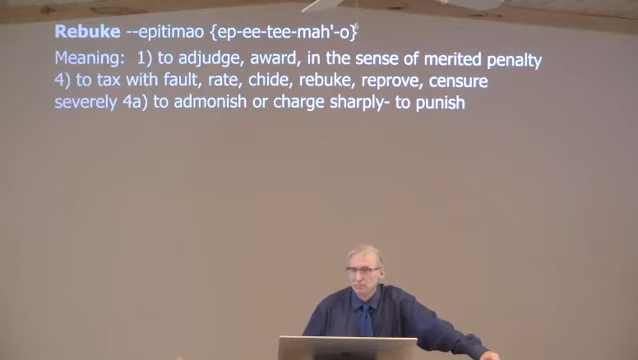 Rebuke --epitimao {ep-ee-tee-mah'-o}
Meaning:  1) to adjudge, award, in the sense of merited penalty
4) to tax with fault, rate, chide, rebuke, reprove, censure
severely 4a) to admonish or charge sharply- to punish